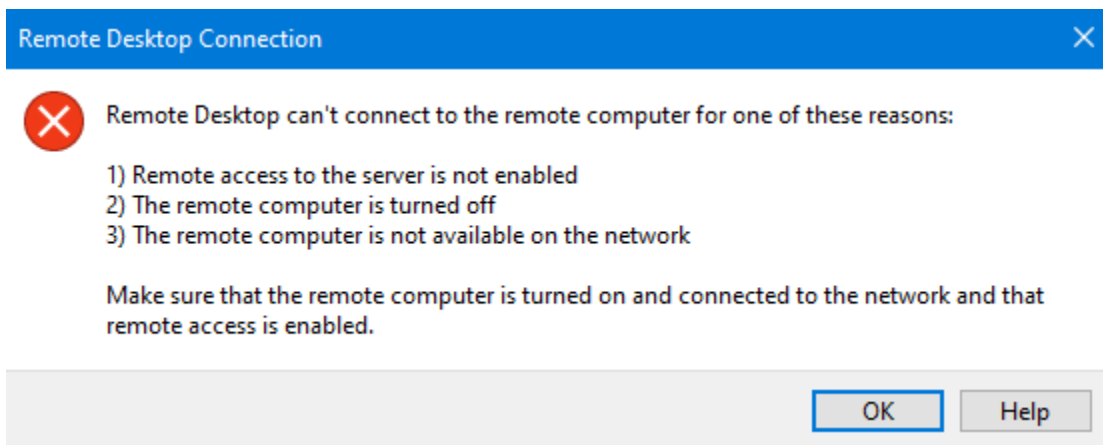 Remote Desktop Connection
Remote Desktop can't connect to the remote computer for one of these reasons:
1) Remote access to the server is not enabled
2) The remote computer is turned off
3) The remote computer is not available on the network
Make sure that the remote computer is turned on and connected to the network and that
remote access is enabled.
OK
Help